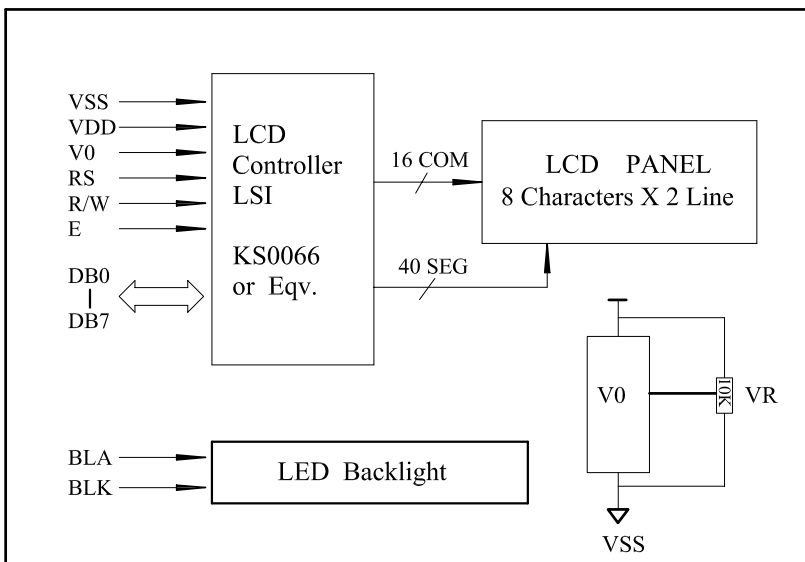 VSS
VDD
V0
RS
R/W
E
DB0
DB7
LCD
Controller
LSI
KS0066
or Eqv.
16 COM
40 SEG
LCD PANEL
8 Characters X 2 Line
V0
10K
VR
VSS
BLA
BLK
LED Backlight